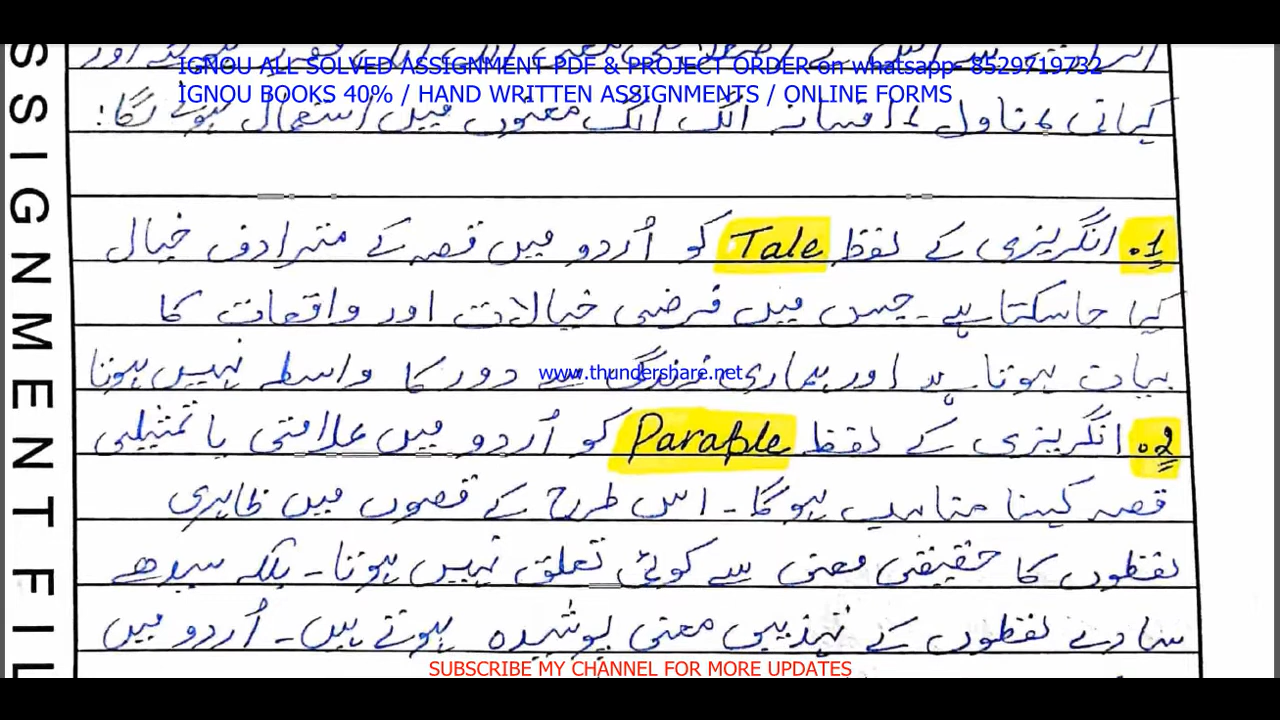 IGNOU ALL SOLVED ASSIGNMENT PDF & PROJECT ORDER on whatsapp- 8529719732
IGNOU BOOKS 40% / HAND WRITTEN ASSIGNMENTS / ONLINE FORMS
کہانی، ناول، افسانہ الگ الگ معنوں میں استعمال ہونے لگا:
1. انگریزی کے لفظ Tale کو اُردو میں قصہ کے مترادف خیال
کیا جاسکتا ہے۔ جس میں فرضی خیالات اور واقعات کا
بیان ہوتا ہے اور ہماری زندگی سے دور کا واسطہ نہیں ہوتا
www.thundershare.net
2. انگریزی کے لفظ Parable کو اُردو میں علامتی یا تمثیلی
قصہ کہنا مناسب ہوگا۔ اس طرح کے قصوں میں ظاہری
لفظوں کا حقیقی معنی سے کوئی تعلق نہیں ہوتا۔ بلکہ سیدھے
سادے لفظوں کے تہذیبی معنی پوشیدہ ہوتے ہیں۔ اُردو میں
SUBSCRIBE MY CHANNEL FOR MORE UPDATES
SSIGNMENT FIL